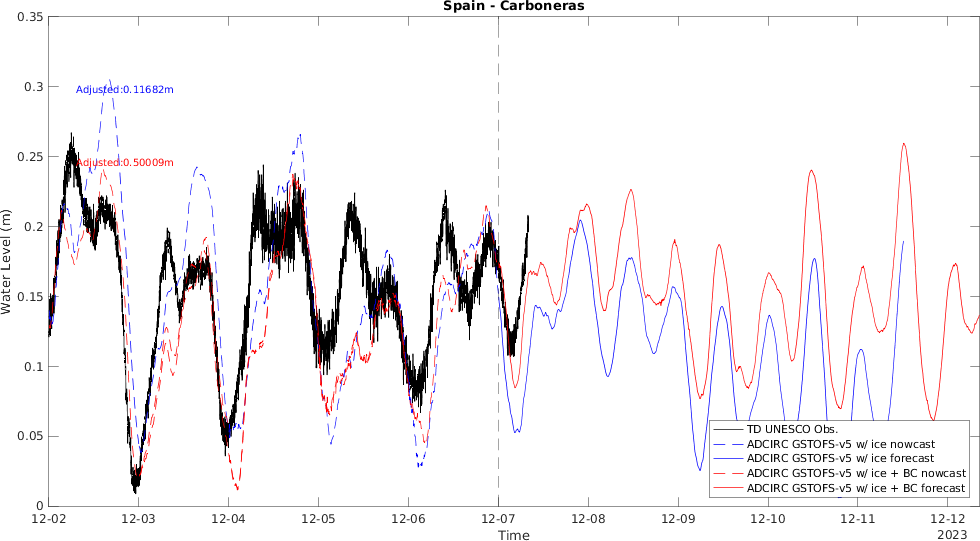 Spain - Carboneras
0.35
0.3
0.25
0.2
0.15
0.1
0.05
0
Water Level (m)
Adjusted:0.11682m
Adjusted:0.50009m
TD UNESCO Obs.
ADCIRC GSTOFS-v5 w/ ice nowcast
ADCIRC GSTOFS-v5 w/ ice forecast
ADCIRC GSTOFS-v5 w/ ice + BC nowcast
ADCIRC GSTOFS-v5 w/ ice + BC forecast
12-02 12-03 12-04 12-05 12-06 12-07 12-08 12-09 12-10 12-11 12-12
Time
2023